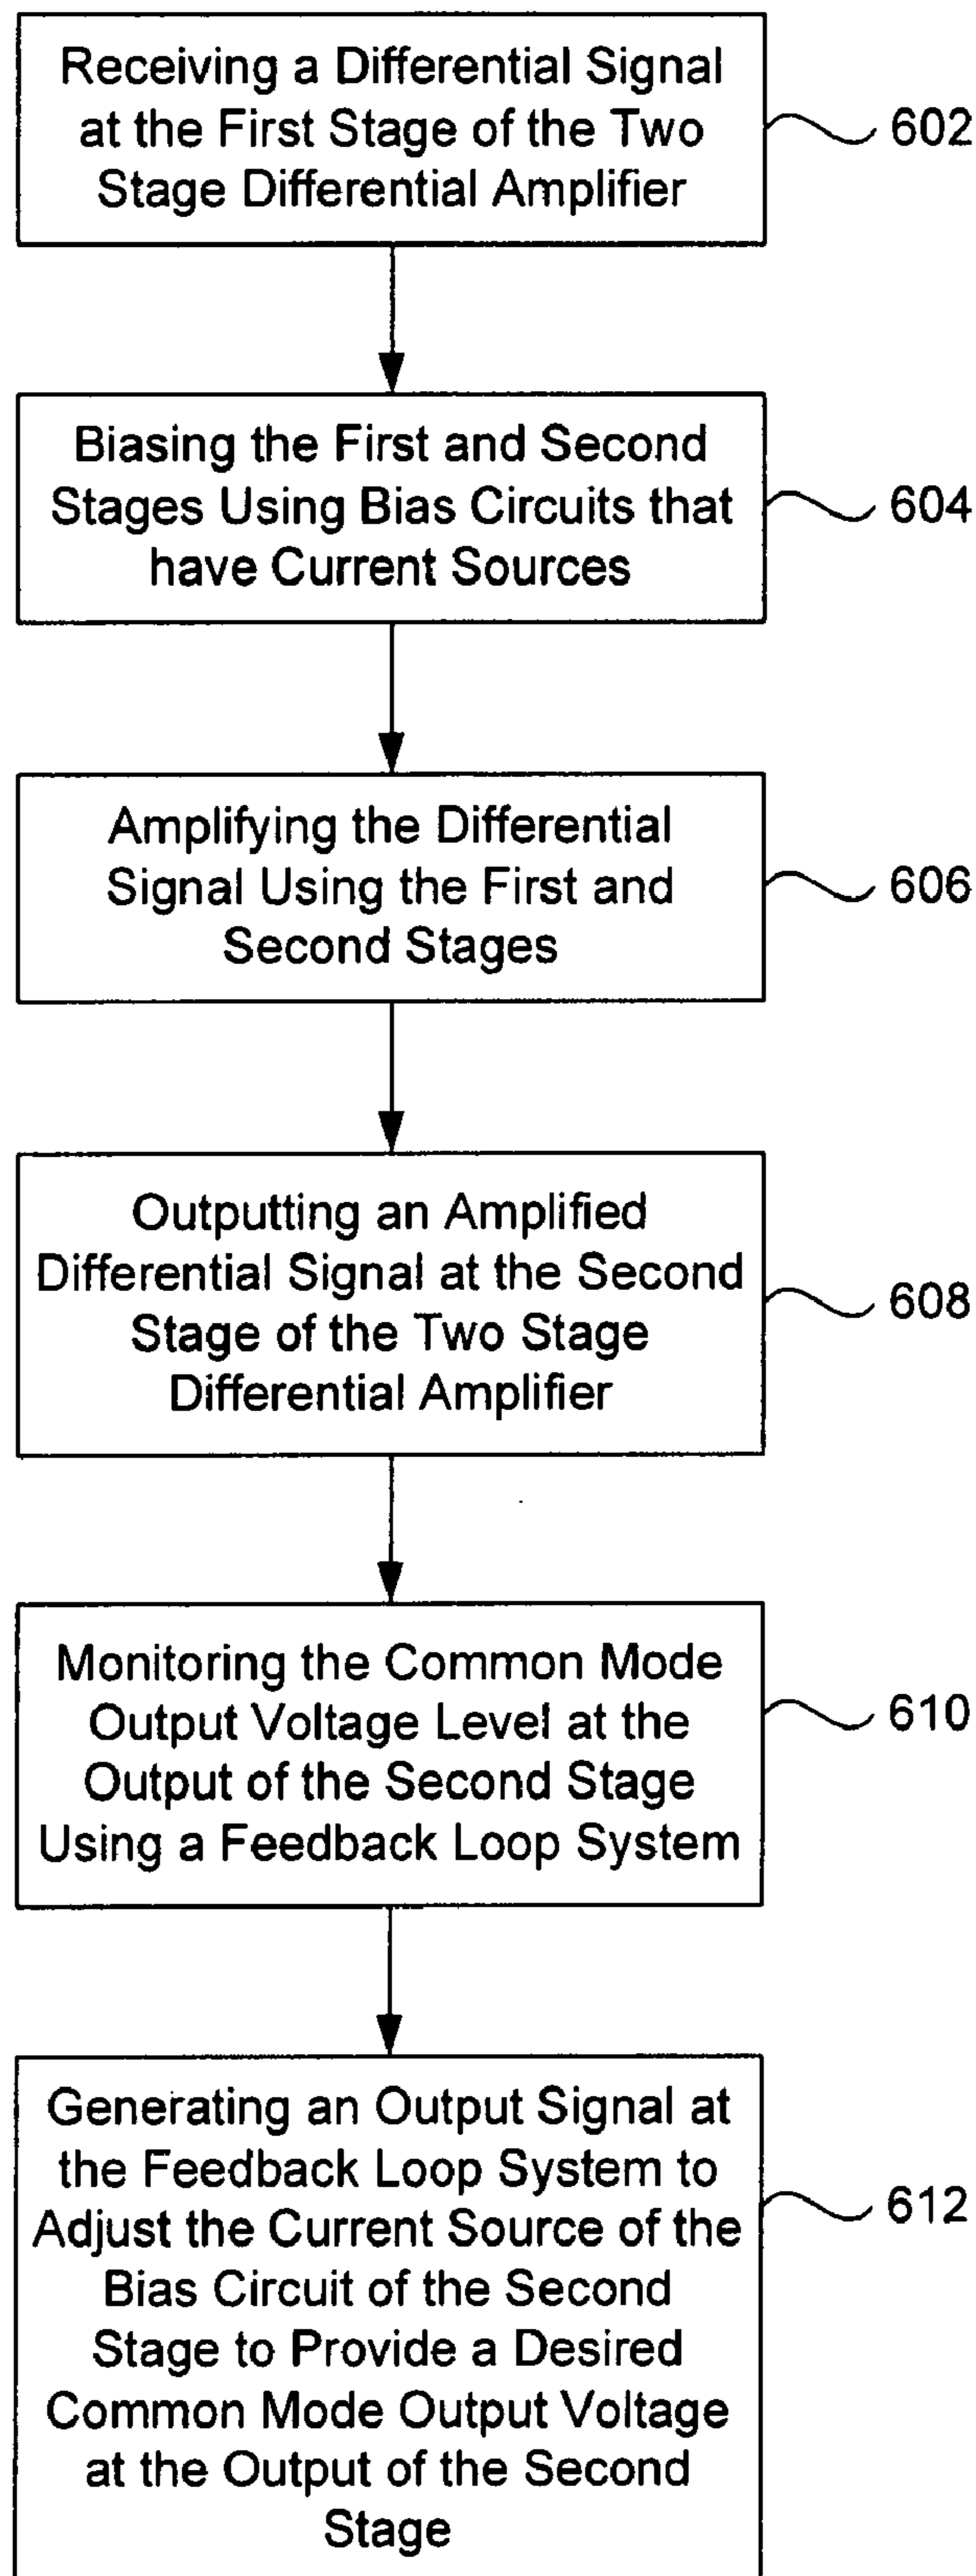 Receiving a Differential Signal
at the First Stage of the Two
Stage Differential Amplifier
602
Biasing the First and Second
Stages Using Bias Circuits that
have Current Sources
604
Amplifying the Differential
Signal Using the First and
Second Stages
606
Outputting an Amplified
Differential Signal at the Second
Stage of the Two Stage
Differential Amplifier
608
Monitoring the Common Mode
Output Voltage Level at the
Output of the Second Stage
Using a Feedback Loop System
610
Generating an Output Signal at
the Feedback Loop System to
Adjust the Current Source of the
Bias Circuit of the Second
Stage to Provide a Desired
Common Mode Output Voltage
at the Output of the Second
Stage
612